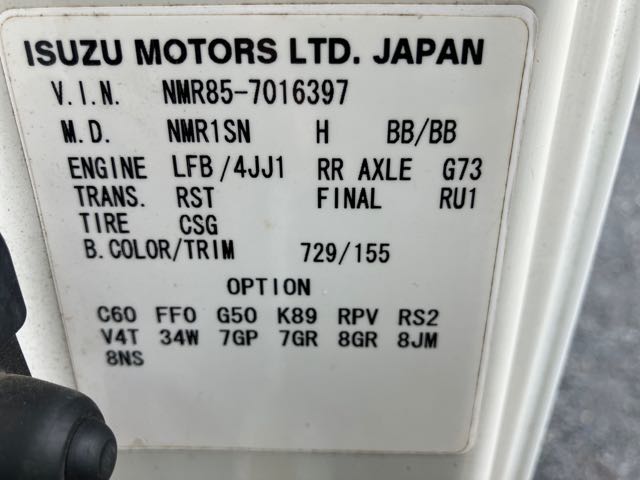 ISUZU MOTORS LTD. JAPAN
V.I.N. NMR85-7016397
M.D. NMR1SN H BB/BB
ENGINE LFB/4JJ1 RR AXLE G73
TRANS. RST FINAL RU1
TIRE CSG
B.COLOR/TRIM 729/155
OPTION
C60 FF0 G50 K89 RPV RS2
V4T 34W 7GP 7GR 8GR 8JM
8NS